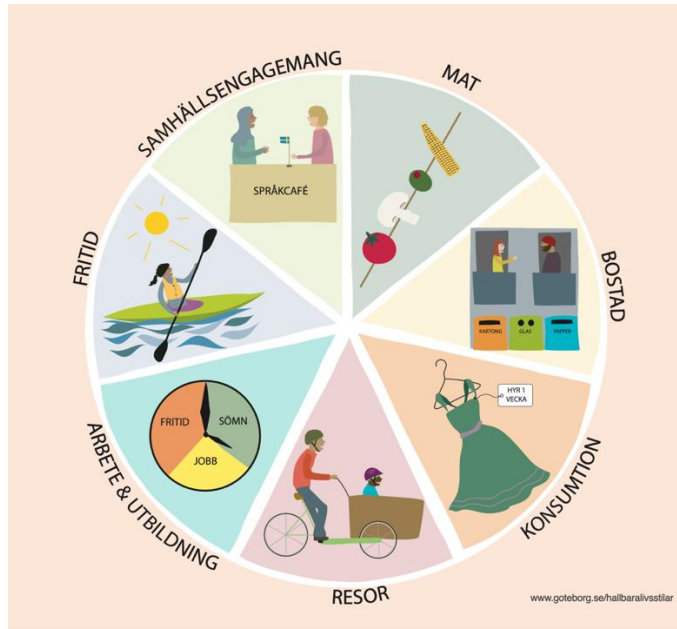 SAMHÄLLSENGAGEMANG
MAT
SPRÅKCAFÉ
FRITID
BOSTAD
KARTONG
GLAS
PAPPER
HYR 1
VECKA
FRITID
SÖMN
JOBB
ARBETE & UTBILDNING
KONSUMTION
RESOR
www.goteborg.se/hallbaralivsstilar